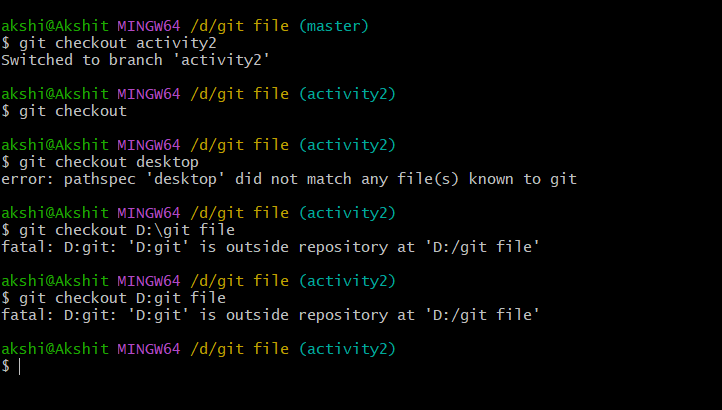 akshi@Akshit MINGW64 /d/git file (master)
$ git checkout activity2
Switched to branch 'activity2'
akshi@Akshit MINGW64 /d/git file (activity2)
$ git checkout
akshi@Akshit MINGW64 /d/git file (activity2)
$ git checkout desktop
error: pathspec 'desktop' did not match any file(s) known to git
akshi@Akshit MINGW64 /d/git file (activity2)
$ git checkout D:\git file
fatal: D:git: 'D:git' is outside repository at 'D:/git file'
akshi@Akshit MINGW64 /d/git file (activity2)
$ git checkout D:git file
fatal: D:git: 'D:git' is outside repository at 'D:/git file'
akshi@Akshit MINGW64 /d/git file (activity2)
$